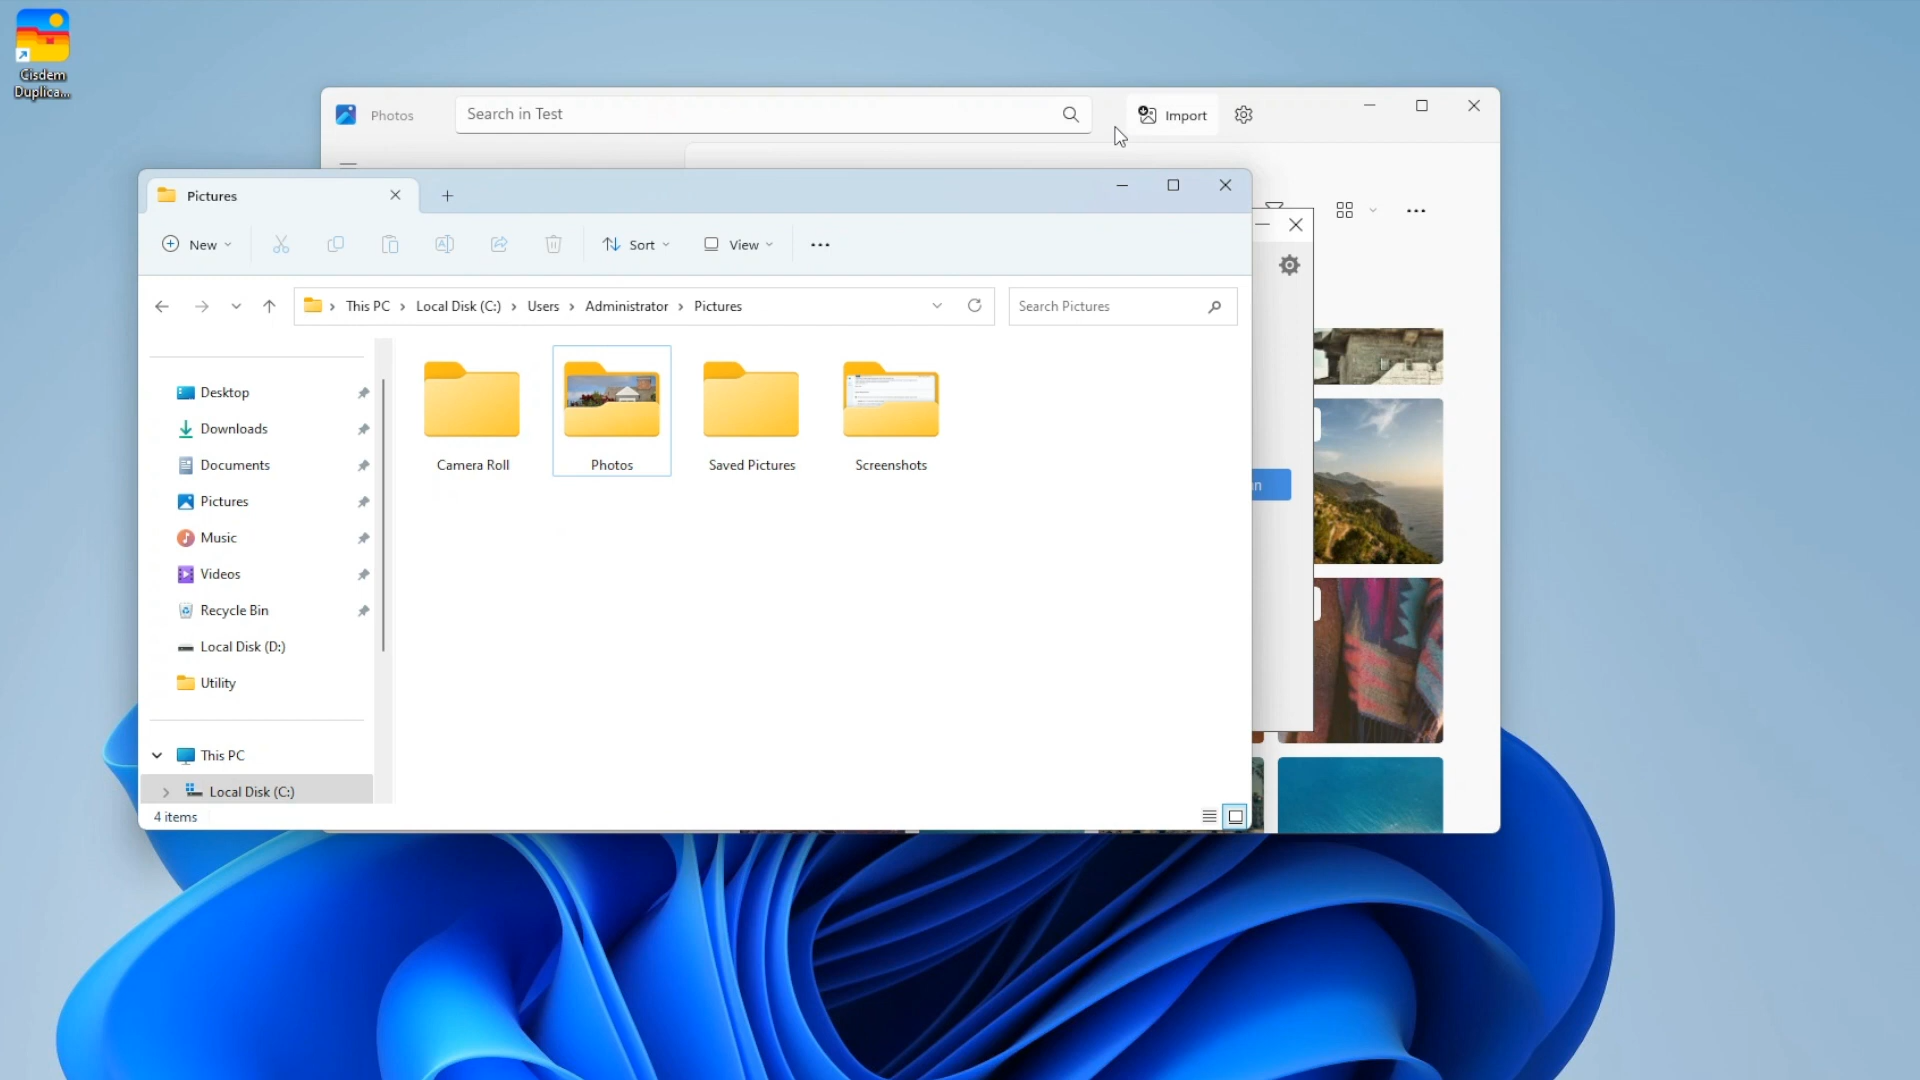 Cisdem
Duplica...
Photos
Search in Test
Import
Pictures
New
Sort
View
This PC
Local Disk (C:)
Users
Administrator
Pictures
Search Pictures
Desktop
Downloads
Documents
Pictures
Music
Videos
Recycle Bin
Local Disk (D:)
Utility
This PC
Local Disk (C:)
Camera Roll
Photos
Saved Pictures
Screenshots
n
4 items